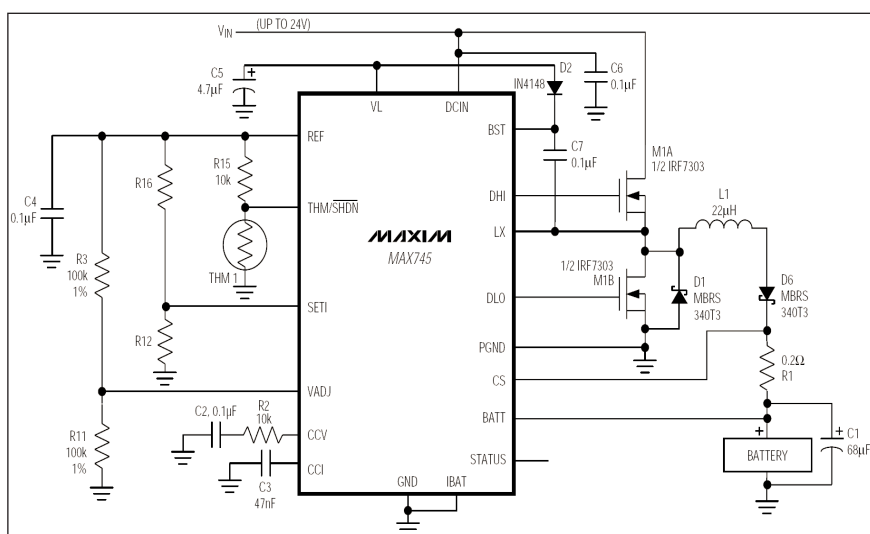 VIN (UP TO 24V)
C5
4.7µF
D2
IN4148
C6
0.1µF
VL
DCIN
REF
BST
C7
0.1µF
R15
10k
R16
C4
0.1µF
THM/SHDN
DHI
M1A
1/2 IRF7303
L1
22µH
LX
MAXIM
MAX745
THM 1
R3
100k
1%
1/2 IRF7303
M1B
D1
MBRS
340T3
D6
MBRS
340T3
SETI
DLO
R12
PGND
0.2Ω
R1
CS
VADJ
BATT
R11
100k
1%
C2, 0.1µF
R2
10k
CCV
CCI
C3
47nF
STATUS
+
BATTERY
+
C1
68µF
GND
IBAT